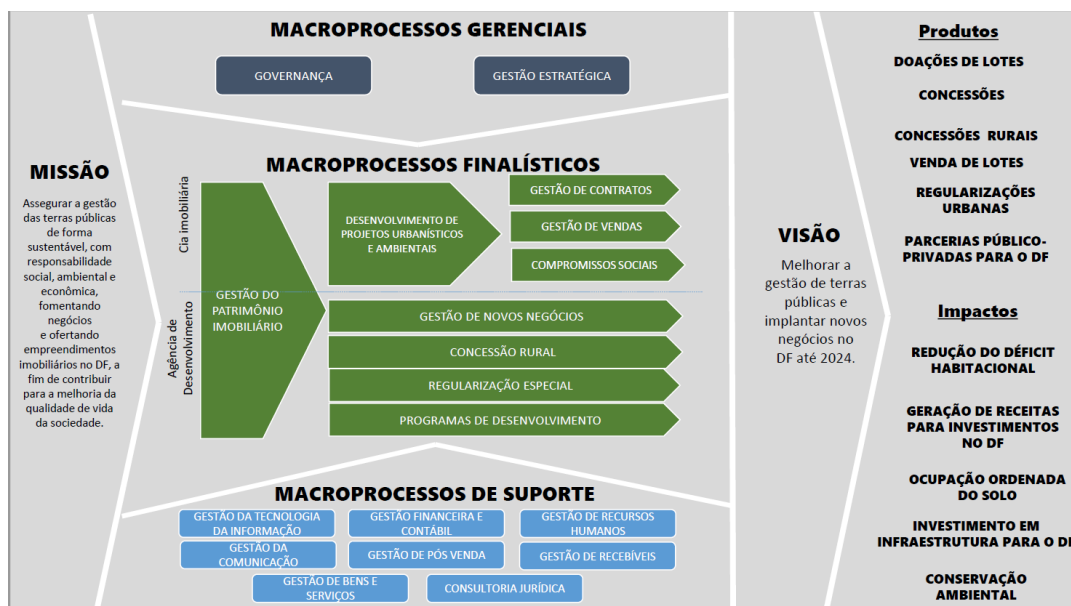 MACROPROCESSOS GERENCIAIS
GOVERNANÇA
GESTÃO ESTRATÉGICA
MISSÃO
Assegurar a gestão
das terras públicas
de forma
sustentável, com
responsabilidade
social, ambiental e
econômica,
fomentando
negócios
e ofertando
empreendimentos
imobiliários no DF, a
fim de contribuir
para a melhoria da
qualidade de vida
da sociedade.
MACROPROCESSOS FINALÍSTICOS
Cia imobiliária
Agência de
Desenvolvimento
GESTÃO DO
PATRIMÔNIO
IMOBILIÁRIO
DESENVOLVIMENTO DE
PROJETOS URBANÍSTICOS
E AMBIENTAIS
GESTÃO DE CONTRATOS
GESTÃO DE VENDAS
COMPROMISSOS SOCIAIS
GESTÃO DE NOVOS NEGÓCIOS
CONCESSÃO RURAL
REGULARIZAÇÃO ESPECIAL
PROGRAMAS DE DESENVOLVIMENTO
MACROPROCESSOS DE SUPORTE
GESTÃO DA TECNOLOGIA
DA INFORMAÇÃO
GESTÃO FINANCEIRA E
CONTÁBIL
GESTÃO DE RECURSOS
HUMANOS
GESTÃO DA
COMUNICAÇÃO
GESTÃO DE PÓS VENDA
GESTÃO DE RECEBÍVEIS
GESTÃO DE BENS E
SERVIÇOS
CONSULTORIA JURÍDICA
VISÃO
Melhorar a
gestão de terras
públicas e
implantar novos
negócios no
DF até 2024.
Produtos
DOAÇÕES DE LOTES
CONCESSÕES
CONCESSÕES RURAIS
VENDA DE LOTES
REGULARIZAÇÕES
URBANAS
PARCERIAS PÚBLICO-
PRIVADAS PARA O DF
Impactos
REDUÇÃO DO DÉFICIT
HABITACIONAL
GERAÇÃO DE RECEITAS
PARA INVESTIMENTOS
NO DF
OCUPAÇÃO ORDENADA
DO SOLO
INVESTIMENTO EM
INFRAESTRUTURA PARA O DF
CONSERVAÇÃO
AMBIENTAL